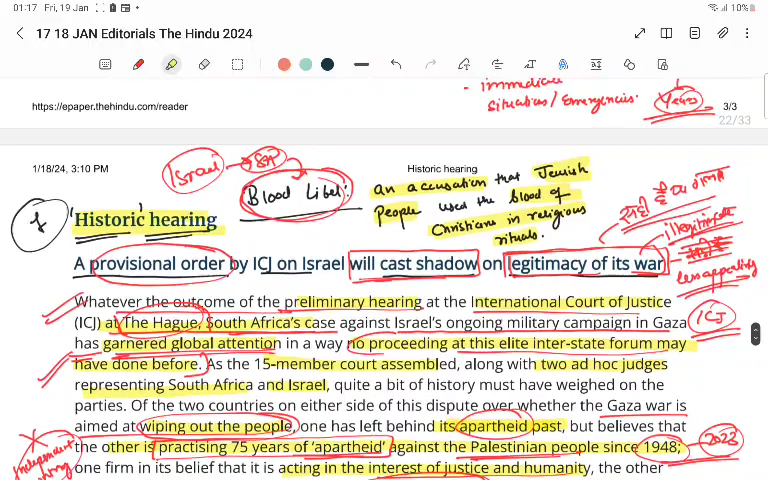 01:17 Fri, 19 Jan
10%
17 18 JAN Editorials The Hindu 2024
- immediate
situations/Emergencies.
Years
https://epaper.thehindu.com/reader
3/3
22/33
1/18/24, 3:10 PM
Historic hearing
Israel
SA
Blood Libel:
an accusation that Jewish
People used the blood of
Christians in religious
rituals.
'Historic' hearing
A provisional order by ICJ on Israel will cast shadow on legitimacy of its war
सही है या गलत
illegitimate
ICJ
Whatever the outcome of the preliminary hearing at the International Court of Justice
(ICJ) at The Hague, South Africa's case against Israel's ongoing military campaign in Gaza
has garnered global attention in a way no proceeding at this elite inter-state forum may
have done before. As the 15-member court assembled, along with two ad hoc judges
representing South Africa and Israel, quite a bit of history must have weighed on the
parties. Of the two countries on either side of this dispute over whether the Gaza war is
aimed at wiping out the people, one has left behind its apartheid past, but believes that
the other is practising 75 years of 'apartheid' against the Palestinian people since 1948;
2023
one firm in its belief that it is acting in the interest of justice and humanity, the other
independent